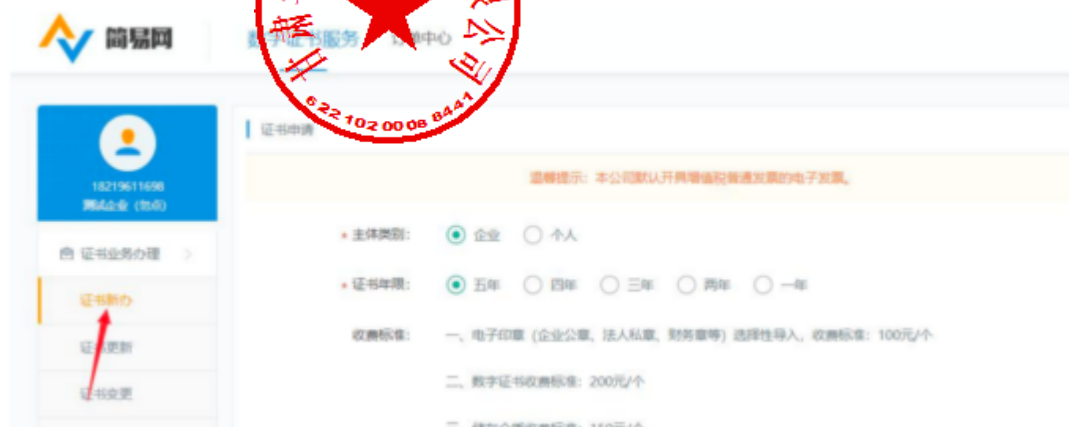 简易网
数字证书服务
订单中心
甘肃
限公司
6221020008 8441
证书申请
温馨提示：本公司默认开具增值税普通发票的电子发票。
18219611698
测试企业（勿点）
* 主体类别： 企业 个人
证书业务办理
* 证书年限： 五年 四年 三年 两年 一年
证书新办
收费标准： 一、电子印章（企业公章、法人私章、财务章等）选择性导入，收费标准：100元/个
证书更新
二、数字证书收费标准：200元/个
证书变更